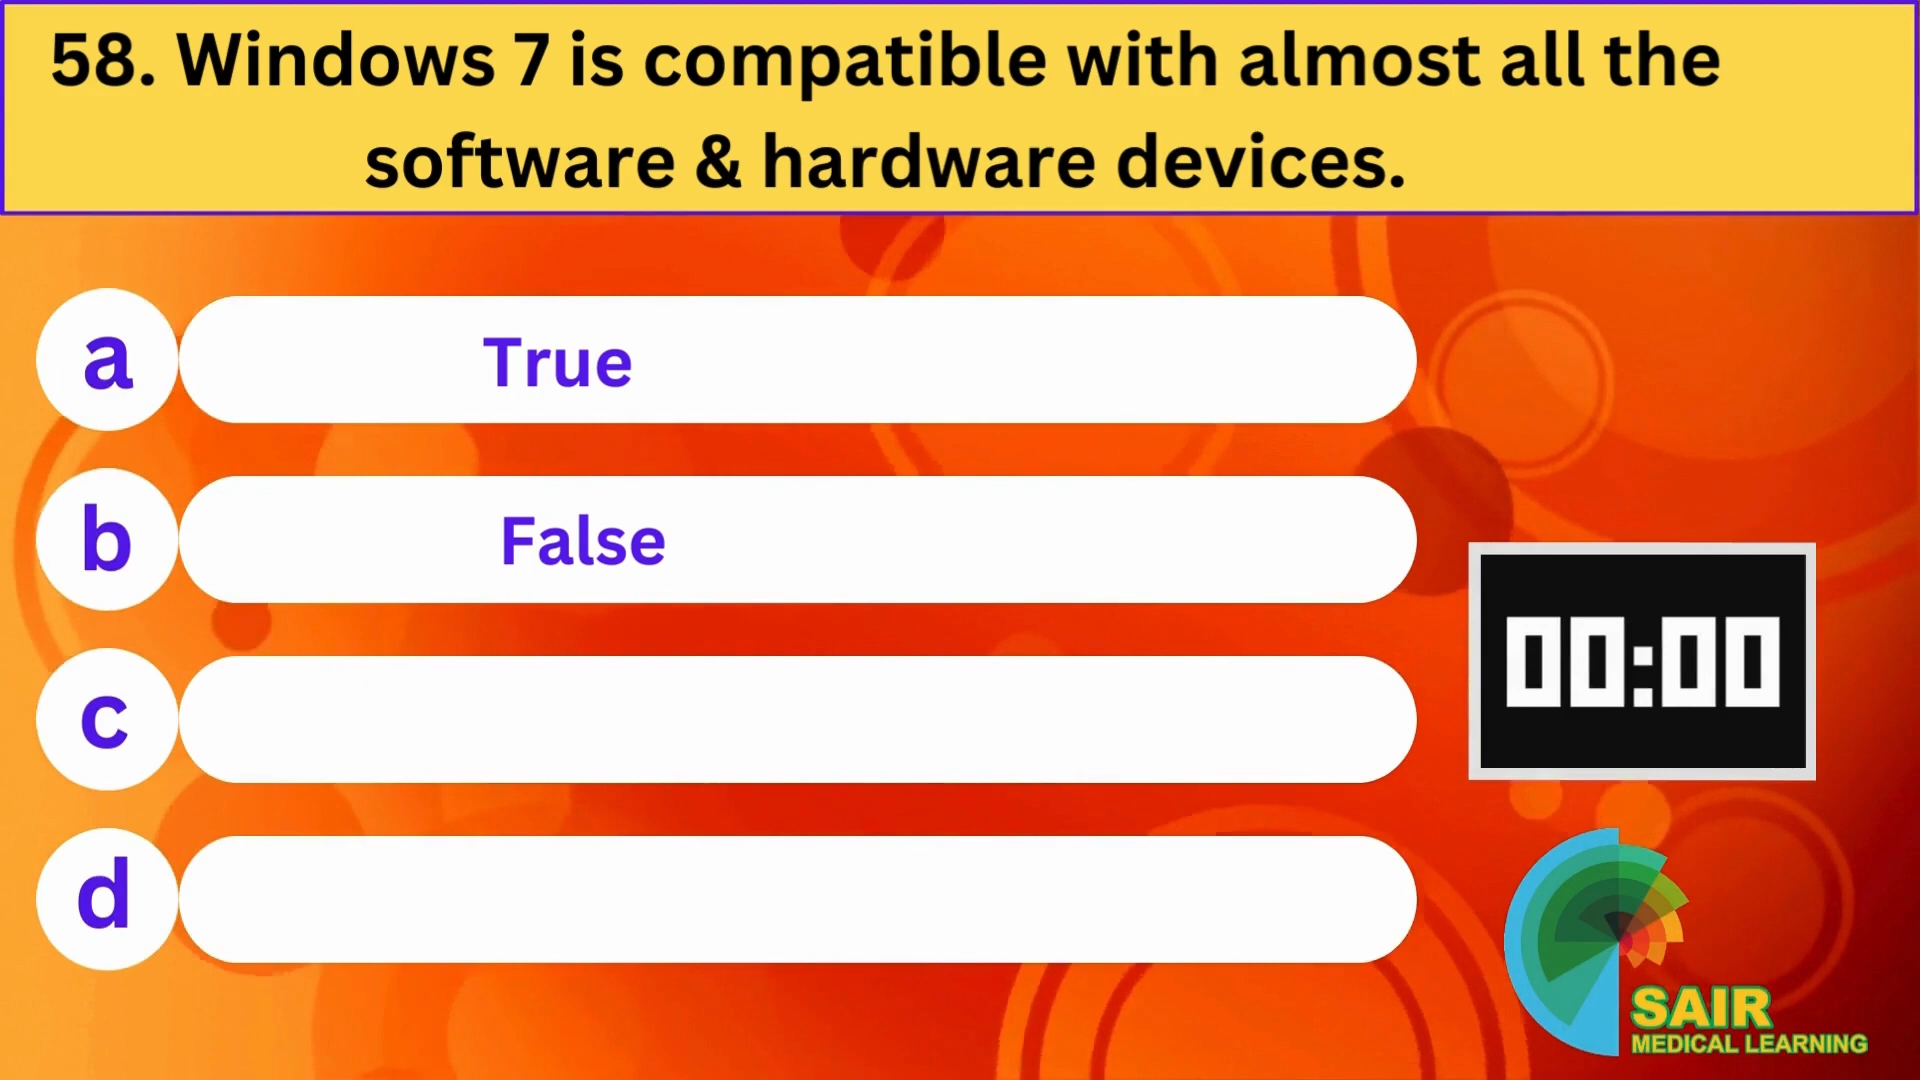 58. Windows 7 is compatible with almost all the
software & hardware devices.
a True
b False
c
d
00:00
SAIR
MEDICAL LEARNING